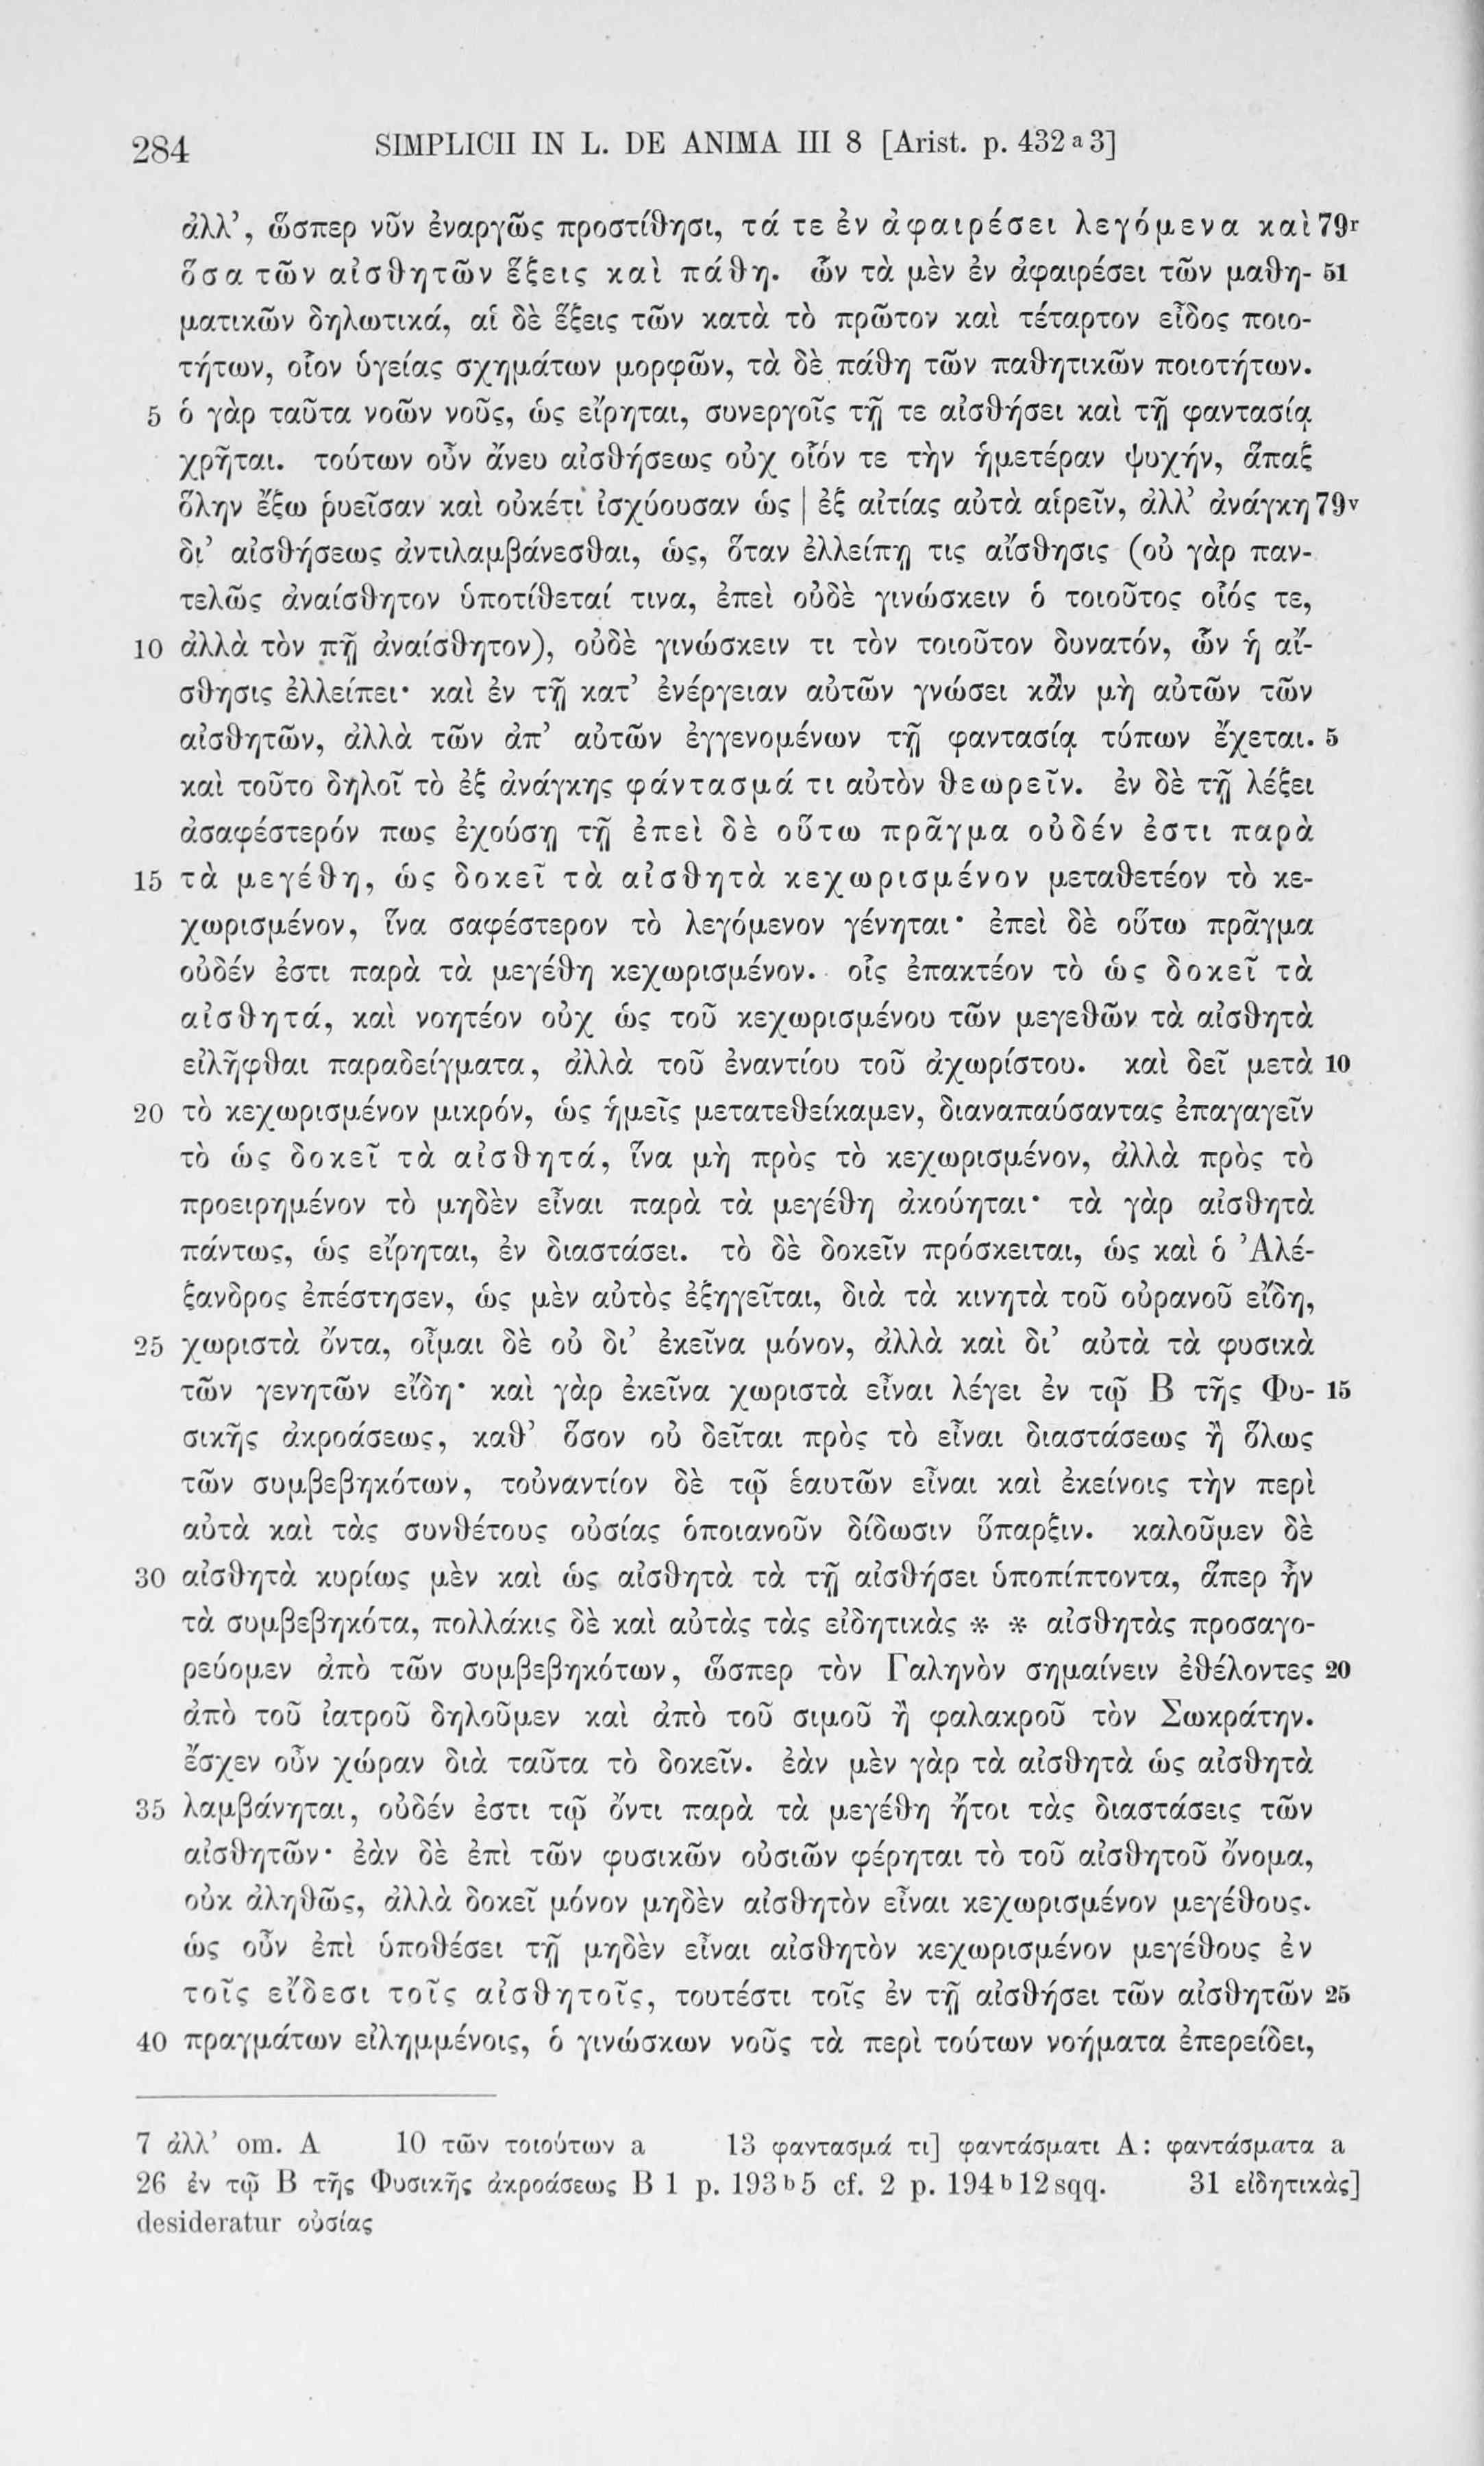 284 SIMPLICII IN L. DE ANIMA III 8 [Arist. p. 432 a 3]
ἀλλ’, ὥσπερ νῦν ἐναργῶς προστίθησι, τά τε ἐν ἀφαιρέσει λεγόμενα καὶ 79r
ὅσα τῶν αἰσθητῶν ἕξεις καὶ πάθη. ὧν τὰ μὲν ἐν ἀφαιρέσει τῶν μαθη- 51
ματικῶν δηλωτικά, αἱ δὲ ἕξεις τῶν κατὰ τὸ πρῶτον καὶ τέταρτον εἶδος ποιο-
τήτων, οἷον ὑγείας σχημάτων μορφῶν, τὰ δὲ πάθη τῶν παθητικῶν ποιοτήτων.
5 ὁ γὰρ ταῦτα νοῶν νοῦς, ὡς εἴρηται, συνεργοῖς τῇ τε αἰσθήσει καὶ τῇ φαντασίᾳ
χρῆται. τούτων οὖν ἄνευ αἰσθήσεως οὐχ οἷόν τε τὴν ἡμετέραν ψυχήν, ἅπαξ
ὅλην ἔξω ῥυεῖσαν καὶ οὐκέτι ἰσχύουσαν ὡς | ἐξ αἰτίας αὐτὰ αἱρεῖν, ἀλλ’ ἀνάγκη 79v
δι’ αἰσθήσεως ἀντιλαμβάνεσθαι, ὡς, ὅταν ἐλλείπῃ τις αἴσθησις (οὐ γὰρ παν-
τελῶς ἀναίσθητον ὑποτίθεταί τινα, ἐπεὶ οὐδὲ γινώσκειν ὁ τοιοῦτος οἷός τε,
10 ἀλλὰ τὸν πῇ ἀναίσθητον), οὐδὲ γινώσκειν τι τὸν τοιοῦτον δυνατόν, ὧν ἡ αἴ-
σθησις ἐλλείπει· καὶ ἐν τῇ κατ’ ἐνέργειαν αὐτῶν γνώσει κἂν μὴ αὐτῶν τῶν
αἰσθητῶν, ἀλλὰ τῶν ἀπ’ αὐτῶν ἐγγενομένων τῇ φαντασίᾳ τύπων ἔχεται. 5
καὶ τοῦτο δηλοῖ τὸ ἐξ ἀνάγκης φάντασμά τι αὐτὸν θεωρεῖν. ἐν δὲ τῇ λέξει
ἀσαφέστερόν πως ἐχούσῃ τῇ ἐπεὶ δὲ οὕτω πρᾶγμα οὐδέν ἐστι παρὰ
15 τὰ μεγέθη, ὡς δοκεῖ τὰ αἰσθητὰ κεχωρισμένον μεταθετέον τὸ κε-
χωρισμένον, ἵνα σαφέστερον τὸ λεγόμενον γένηται· ἐπεὶ δὲ οὕτω πρᾶγμα
οὐδέν ἐστι παρὰ τὰ μεγέθη κεχωρισμένον. οἷς ἐπακτέον τὸ ὡς δοκεῖ τὰ
αἰσθητά, καὶ νοητέον οὐχ ὡς τοῦ κεχωρισμένου τῶν μεγεθῶν τὰ αἰσθητὰ
εἰλῆφθαι παραδείγματα, ἀλλὰ τοῦ ἐναντίου τοῦ ἀχωρίστου. καὶ δεῖ μετὰ 10
20 τὸ κεχωρισμένον μικρόν, ὡς ἡμεῖς μετατεθείκαμεν, διαναπαύσαντας ἐπαγαγεῖν
τὸ ὡς δοκεῖ τὰ αἰσθητά, ἵνα μὴ πρὸς τὸ κεχωρισμένον, ἀλλὰ πρὸς τὸ
προειρημένον τὸ μηδὲν εἶναι παρὰ τὰ μεγέθη ἀκούηται· τὰ γὰρ αἰσθητὰ
πάντως, ὡς εἴρηται, ἐν διαστάσει. τὸ δὲ δοκεῖν πρόσκειται, ὡς καὶ ὁ Ἀλέ-
ξανδρος ἐπέστησεν, ὡς μὲν αὐτὸς ἐξηγεῖται, διὰ τὰ κινητὰ τοῦ οὐρανοῦ εἴδη,
25 χωριστὰ ὄντα, οἶμαι δὲ οὐ δι’ ἐκεῖνα μόνον, ἀλλὰ καὶ δι’ αὐτὰ τὰ φυσικὰ
τῶν γενητῶν εἴδη· καὶ γὰρ ἐκεῖνα χωριστὰ εἶναι λέγει ἐν τῷ Β τῆς Φυ- 15
σικῆς ἀκροάσεως, καθ’ ὅσον οὐ δεῖται πρὸς τὸ εἶναι διαστάσεως ἢ ὅλως
τῶν συμβεβηκότων, τοὐναντίον δὲ τῷ ἑαυτῶν εἶναι καὶ ἐκείνοις τὴν περὶ
αὐτὰ καὶ τὰς συνθέτους οὐσίας ὁποιανοῦν δίδωσιν ὕπαρξιν. καλοῦμεν δὲ
30 αἰσθητὰ κυρίως μὲν καὶ ὡς αἰσθητὰ τὰ τῇ αἰσθήσει ὑποπίπτοντα, ἅπερ ἦν
τὰ συμβεβηκότα, πολλάκις δὲ καὶ αὐτὰς τὰς εἰδητικὰς * * αἰσθητὰς προσαγο-
ρεύομεν ἀπὸ τῶν συμβεβηκότων, ὥσπερ τὸν Γαληνὸν σημαίνειν ἐθέλοντες 20
ἀπὸ τοῦ ἰατροῦ δηλοῦμεν καὶ ἀπὸ τοῦ σιμοῦ ἢ φαλακροῦ τὸν Σωκράτην.
ἔσχεν οὖν χώραν διὰ ταῦτα τὸ δοκεῖν. ἐὰν μὲν γὰρ τὰ αἰσθητὰ ὡς αἰσθητὰ
35 λαμβάνηται, οὐδέν ἐστι τῷ ὄντι παρὰ τὰ μεγέθη ἤτοι τὰς διαστάσεις τῶν
αἰσθητῶν· ἐὰν δὲ ἐπὶ τῶν φυσικῶν οὐσιῶν φέρηται τὸ τοῦ αἰσθητοῦ ὄνομα,
οὐκ ἀληθῶς, ἀλλὰ δοκεῖ μόνον μηδὲν αἰσθητὸν εἶναι κεχωρισμένον μεγέθους.
ὡς οὖν ἐπὶ ὑποθέσει τῇ μηδὲν εἶναι αἰσθητὸν κεχωρισμένον μεγέθους ἐν
τοῖς εἴδεσι τοῖς αἰσθητοῖς, τουτέστι τοῖς ἐν τῇ αἰσθήσει τῶν αἰσθητῶν 25
40 πραγμάτων εἰλημμένοις, ὁ γινώσκων νοῦς τὰ περὶ τούτων νοήματα ἐπερείδει,
7 ἀλλ’ om. A 10 τῶν τοιούτων a 13 φαντασμά τι] φαντάσματι A: φαντάσματα a
26 ἐν τῷ Β τῆς Φυσικῆς ἀκροάσεως B 1 p. 193 b 5 cf. 2 p. 194 b 12 sqq. 31 εἰδητικὰς]
desideratur οὐσίας